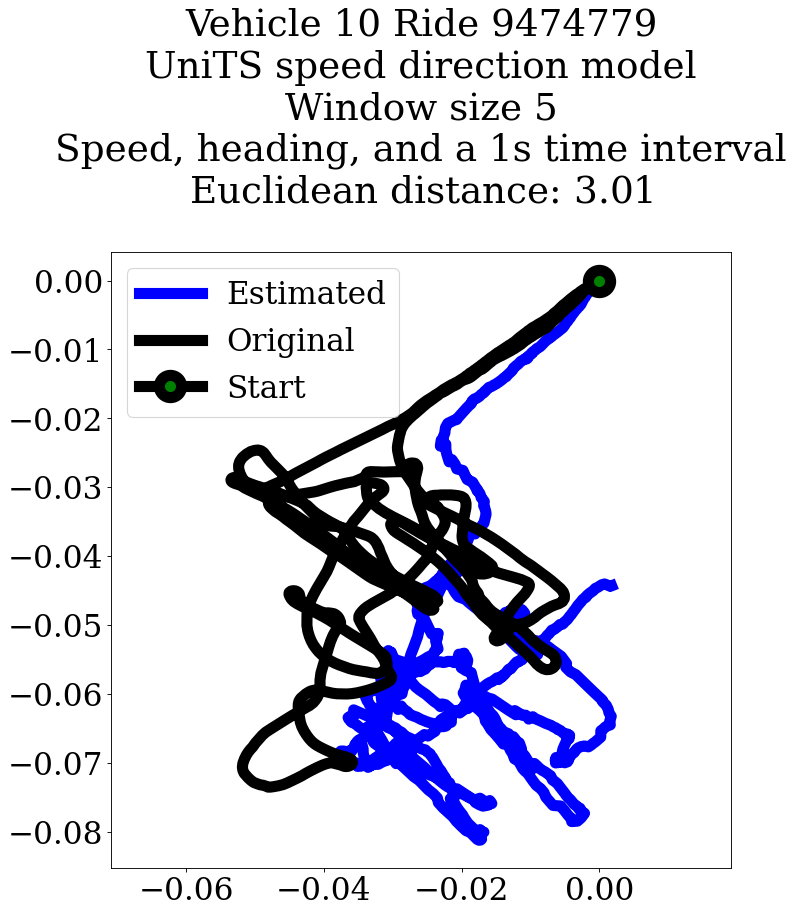 Vehicle 10 Ride 9474779
UniTS speed direction model
Window size 5
Speed, heading, and a 1s time interval
Euclidean distance: 3.01
Estimated
Original
Start
0.00
−0.01
−0.02
−0.03
−0.04
−0.05
−0.06
−0.07
−0.08
−0.06
−0.04
−0.02
0.00